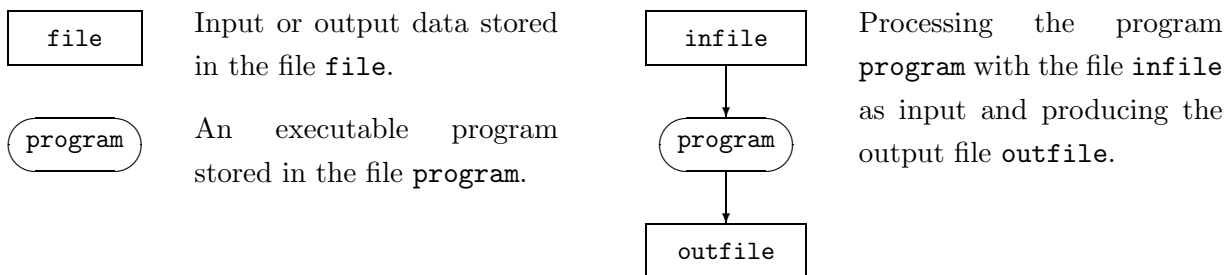 file
Input or output data stored
in the file file.
program
An executable program
stored in the file program.
infile
program
outfile
Processing the program
program with the file infile
as input and producing the
output file outfile.